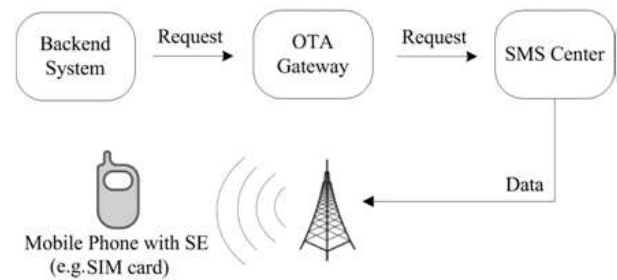 Backend
System
Request
OTA
Gateway
Request
SMS Center
Data
Mobile Phone with SE
(e.g.SIM card)